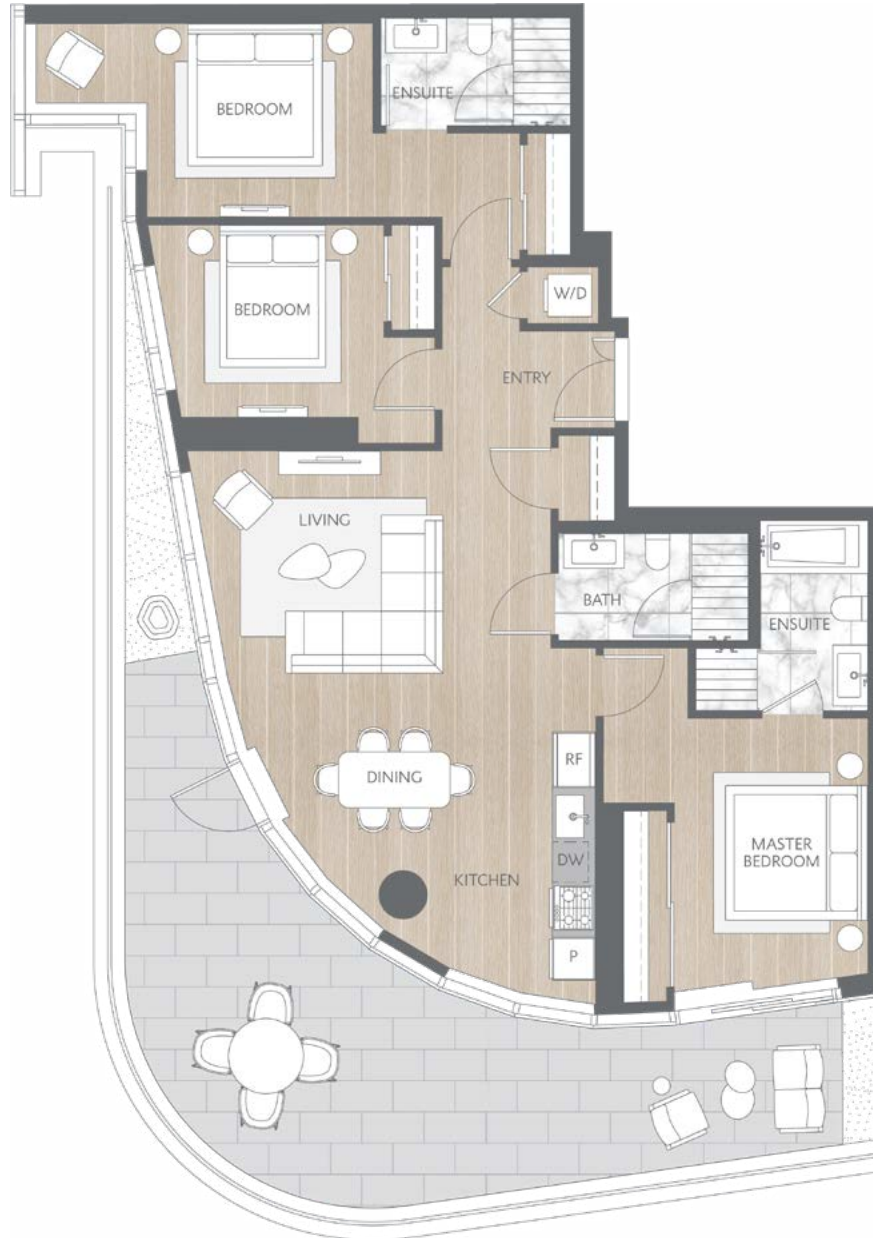 ENSUITE
BEDROOM
W/D
BEDROOM
ENTRY
LIVING
BATH
ENSUITE
RF
DINING
MASTER
BEDROOM
DW
KITCHEN
P